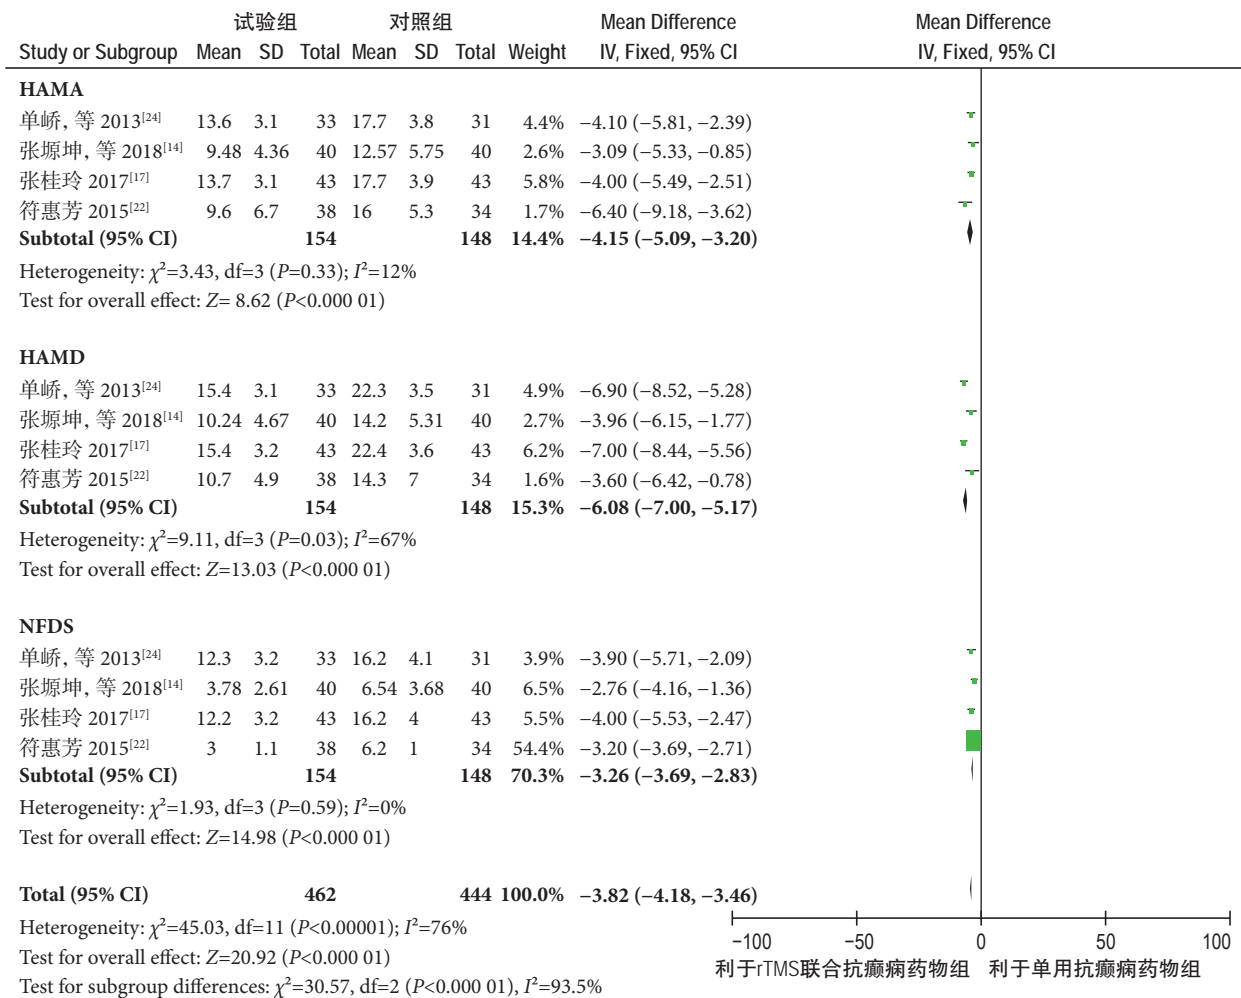 试验组 对照组 Mean Difference Mean Difference
Study or Subgroup Mean SD Total Mean SD Total Weight IV, Fixed, 95% CI IV, Fixed, 95% CI
HAMA
单峤, 等 2013[24] 13.6 3.1 33 17.7 3.8 31 4.4% −4.10 (−5.81, −2.39)
张塬坤, 等 2018[14] 9.48 4.36 40 12.57 5.75 40 2.6% −3.09 (−5.33, −0.85)
张桂玲 2017[17] 13.7 3.1 43 17.7 3.9 43 5.8% −4.00 (−5.49, −2.51)
符惠芳 2015[22] 9.6 6.7 38 16 5.3 34 1.7% −6.40 (−9.18, −3.62)
Subtotal (95% CI) 154 148 14.4% −4.15 (−5.09, −3.20)
Heterogeneity: χ²=3.43, df=3 (P=0.33); I²=12%
Test for overall effect: Z= 8.62 (P<0.000 01)
HAMD
单峤, 等 2013[24] 15.4 3.1 33 22.3 3.5 31 4.9% −6.90 (−8.52, −5.28)
张塬坤, 等 2018[14] 10.24 4.67 40 14.2 5.31 40 2.7% −3.96 (−6.15, −1.77)
张桂玲 2017[17] 15.4 3.2 43 22.4 3.6 43 6.2% −7.00 (−8.44, −5.56)
符惠芳 2015[22] 10.7 4.9 38 14.3 7 34 1.6% −3.60 (−6.42, −0.78)
Subtotal (95% CI) 154 148 15.3% −6.08 (−7.00, −5.17)
Heterogeneity: χ²=9.11, df=3 (P=0.03); I²=67%
Test for overall effect: Z=13.03 (P<0.000 01)
NFDS
单峤, 等 2013[24] 12.3 3.2 33 16.2 4.1 31 3.9% −3.90 (−5.71, −2.09)
张塬坤, 等 2018[14] 3.78 2.61 40 6.54 3.68 40 6.5% −2.76 (−4.16, −1.36)
张桂玲 2017[17] 12.2 3.2 43 16.2 4 43 5.5% −4.00 (−5.53, −2.47)
符惠芳 2015[22] 3 1.1 38 6.2 1 34 54.4% −3.20 (−3.69, −2.71)
Subtotal (95% CI) 154 148 70.3% −3.26 (−3.69, −2.83)
Heterogeneity: χ²=1.93, df=3 (P=0.59); I²=0%
Test for overall effect: Z=14.98 (P<0.000 01)
Total (95% CI) 462 444 100.0% −3.82 (−4.18, −3.46)
Heterogeneity: χ²=45.03, df=11 (P<0.00001); I²=76%
Test for overall effect: Z=20.92 (P<0.000 01)
Test for subgroup differences: χ²=30.57, df=2 (P<0.000 01), I²=93.5%
−100 −50 0 50 100
利于rTMS联合抗癫痫药物组 利于单用抗癫痫药物组